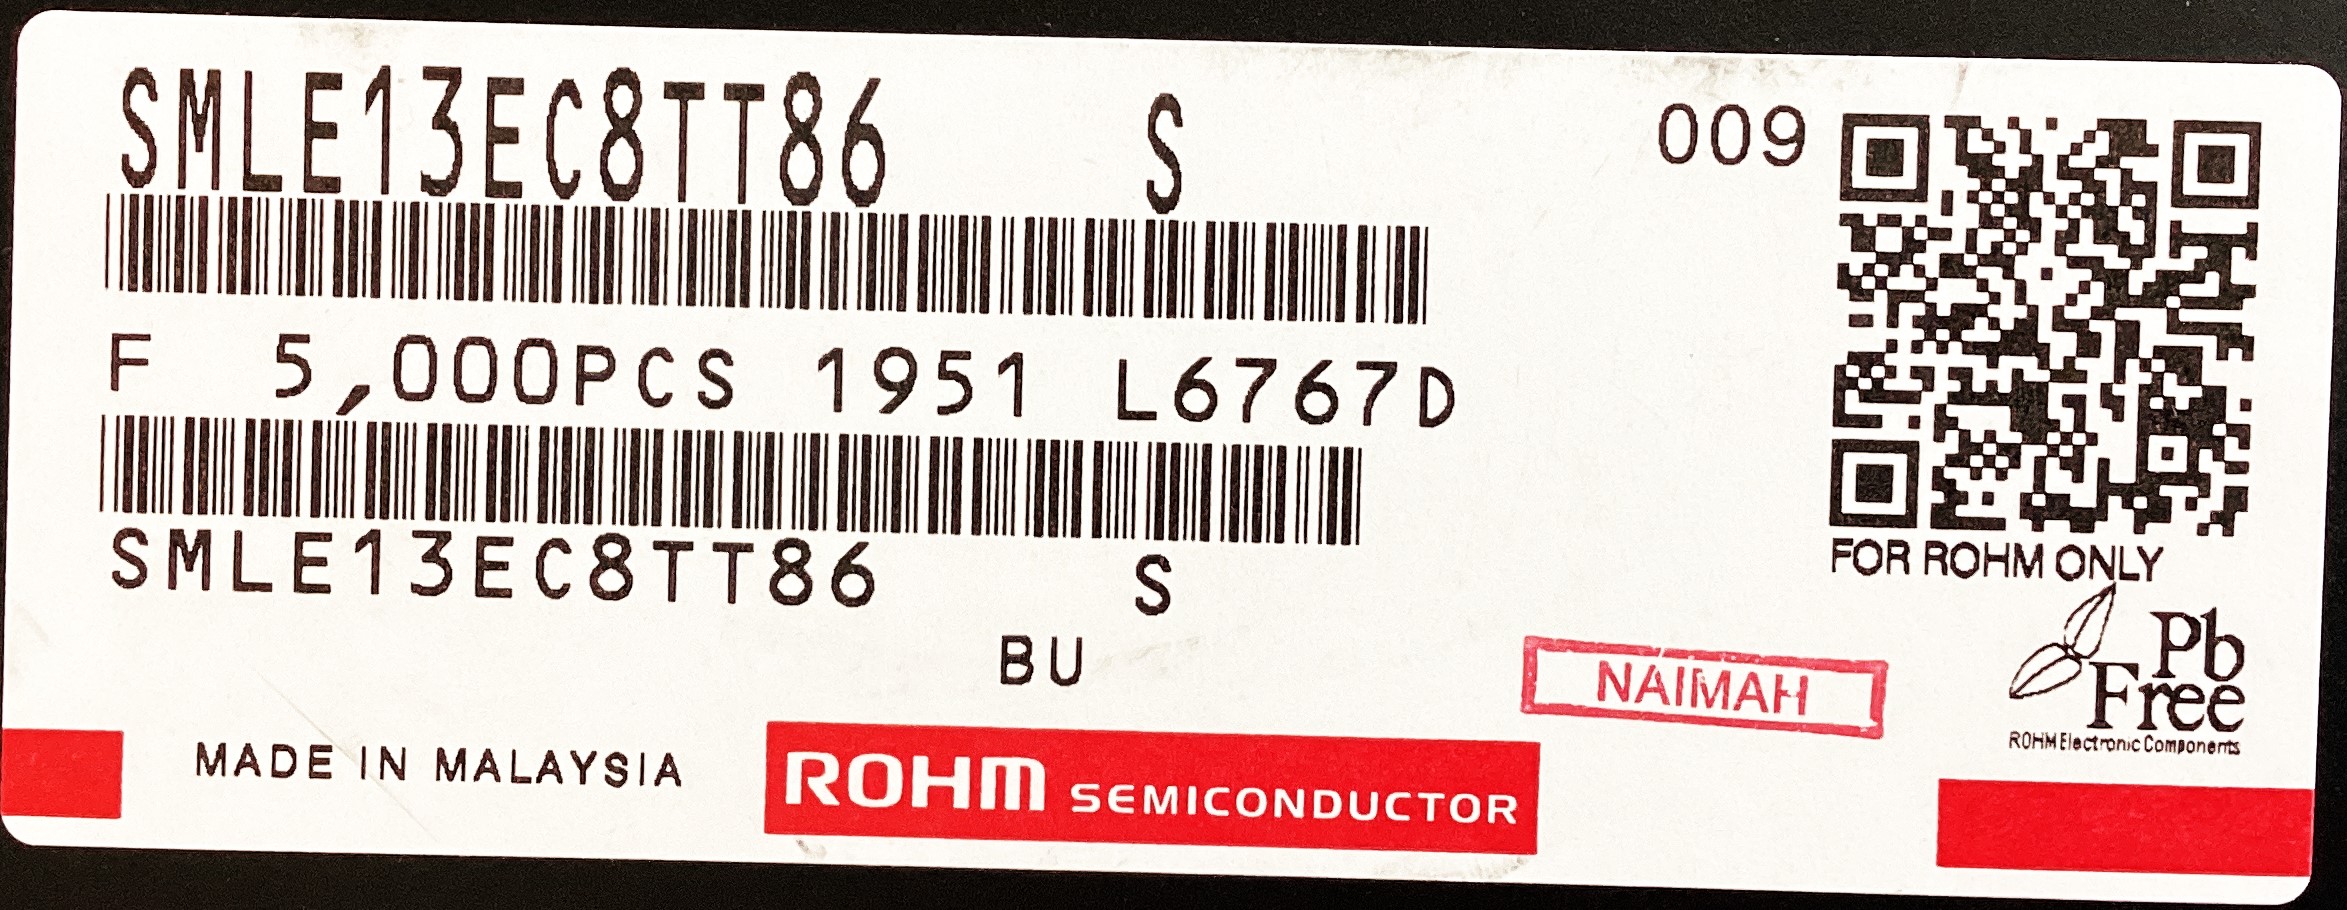 SMLE13EC8TT86 S
009
F 5,000PCS 1951 L6767D
SMLE13EC8TT86 S
FOR ROHM ONLY
BU
NAIMAH
Pb
Free
ROHM Electronic Components
MADE IN MALAYSIA
ROHM SEMICONDUCTOR